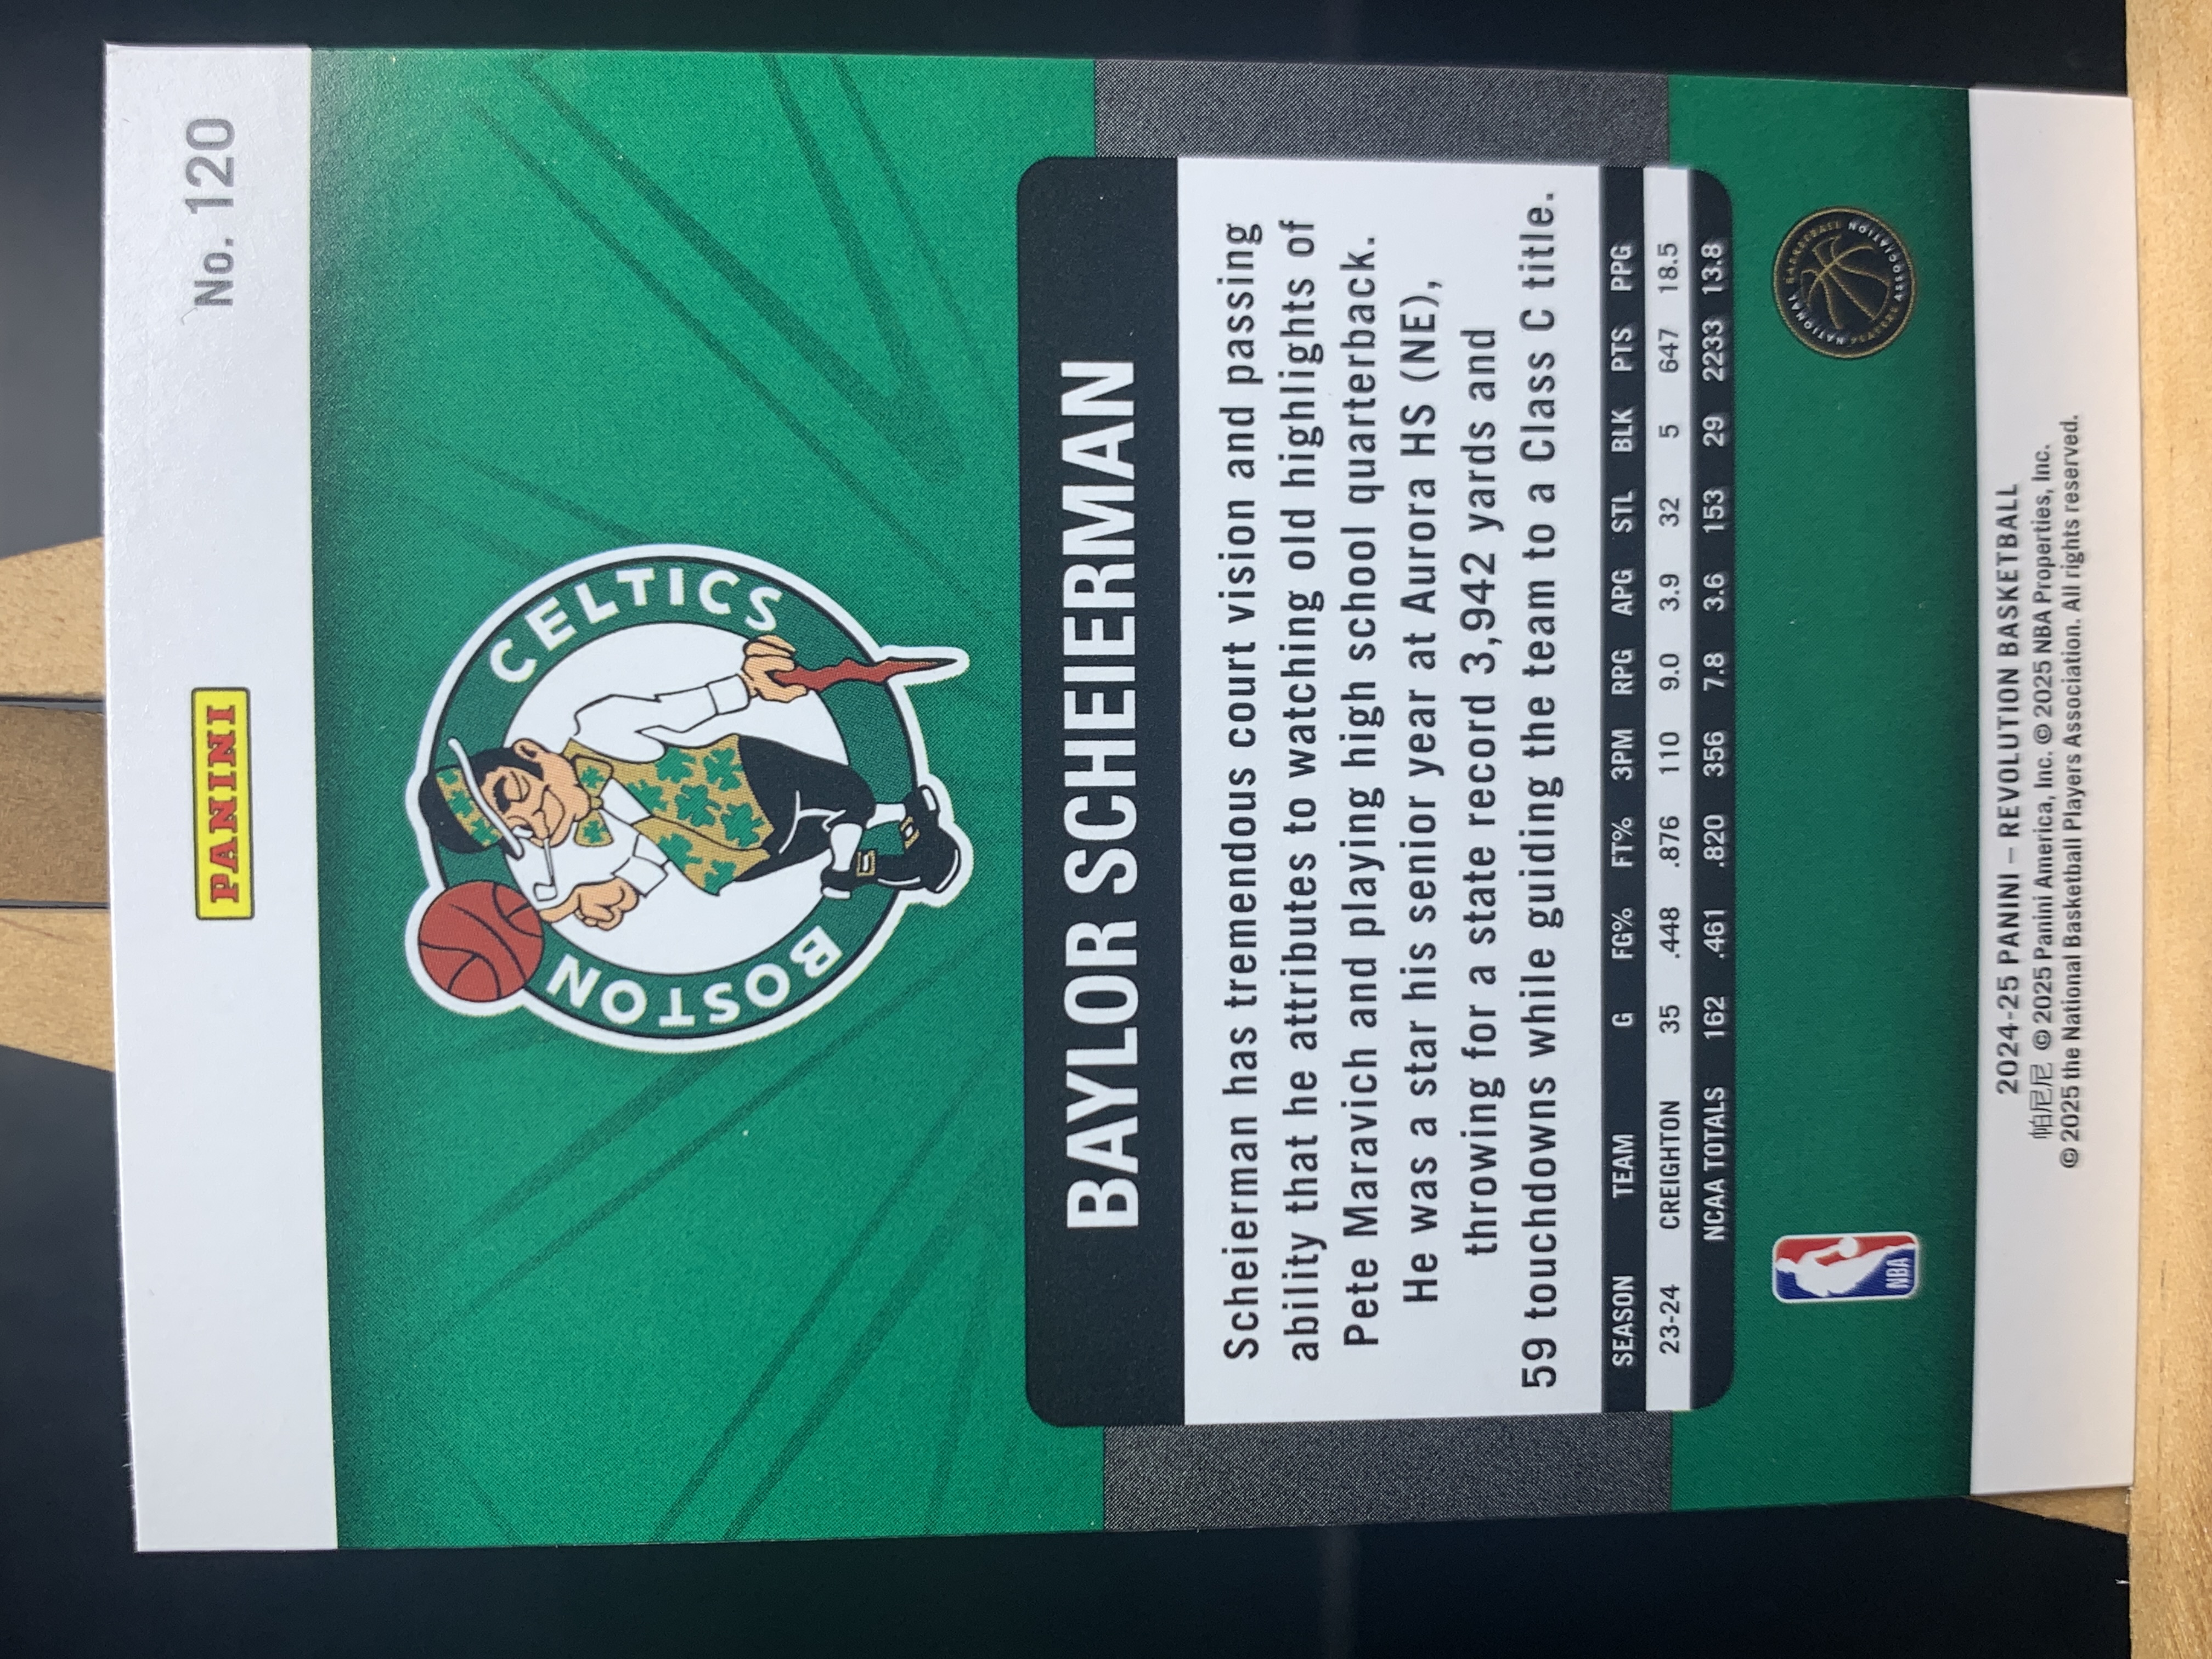 No. 120
PANINI
CELTICS
BOSTON
BAYLOR SCHEIERMAN
Scheierman has tremendous court vision and passing
ability that he attributes to watching old highlights of
Pete Maravich and playing high school quarterback.
He was a star his senior year at Aurora HS (NE),
throwing for a state record 3,942 yards and
59 touchdowns while guiding the team to a Class C title.
SEASON TEAM G FG% FT% 3PM RPG APG STL BLK PTS PPG
23-24 CREIGHTON 35 .448 .876 110 9.0 3.9 32 5 647 18.5
NCAA TOTALS 162 .461 .820 356 7.8 3.6 153 29 2233 13.8
NBA
NATIONAL BASKETBALL
PLAYERS ASSOCIATION
2024-25 PANINI – REVOLUTION BASKETBALL
帕尼尼 © 2025 Panini America, Inc. © 2025 NBA Properties, Inc.
© 2025 the National Basketball Players Association. All rights reserved.